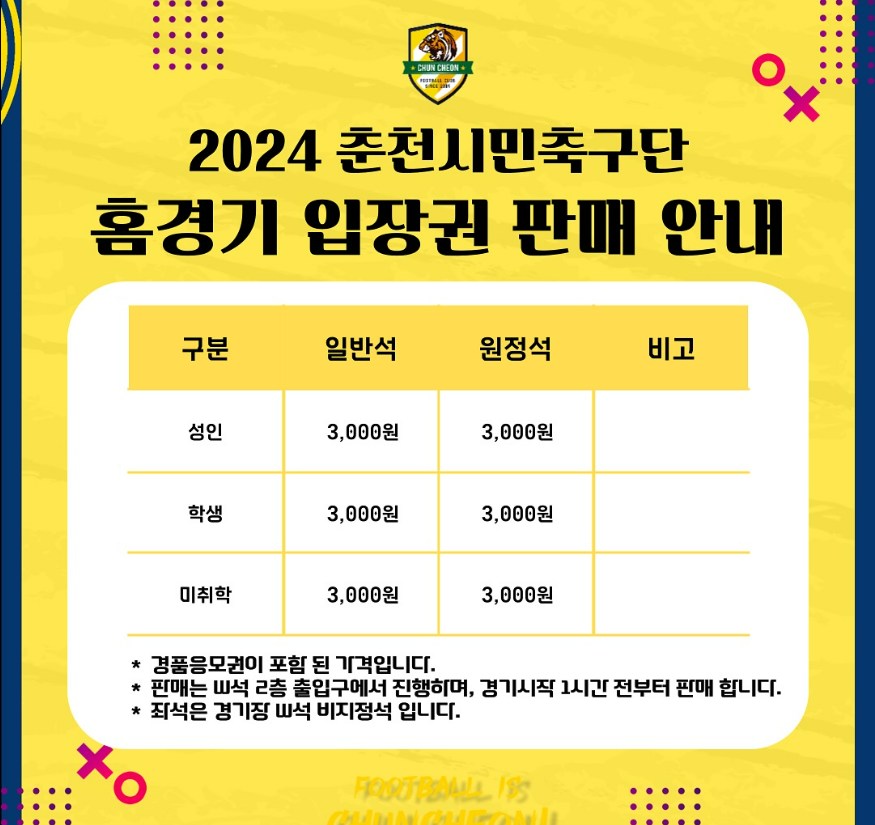 CHUN CHEON
FOOTBALL CLUB
2024 춘천시민축구단
홈경기 입장권 판매 안내
구분 일반석 원정석 비고
성인 3,000원 3,000원
학생 3,000원 3,000원
미취학 3,000원 3,000원
* 경품응모권이 포함 된 가격입니다.
* 판매는 W석 2층 출입구에서 진행하며, 경기시작 1시간 전부터 판매 합니다.
* 좌석은 경기장 W석 비지정석 입니다.
FOOTBALL IS